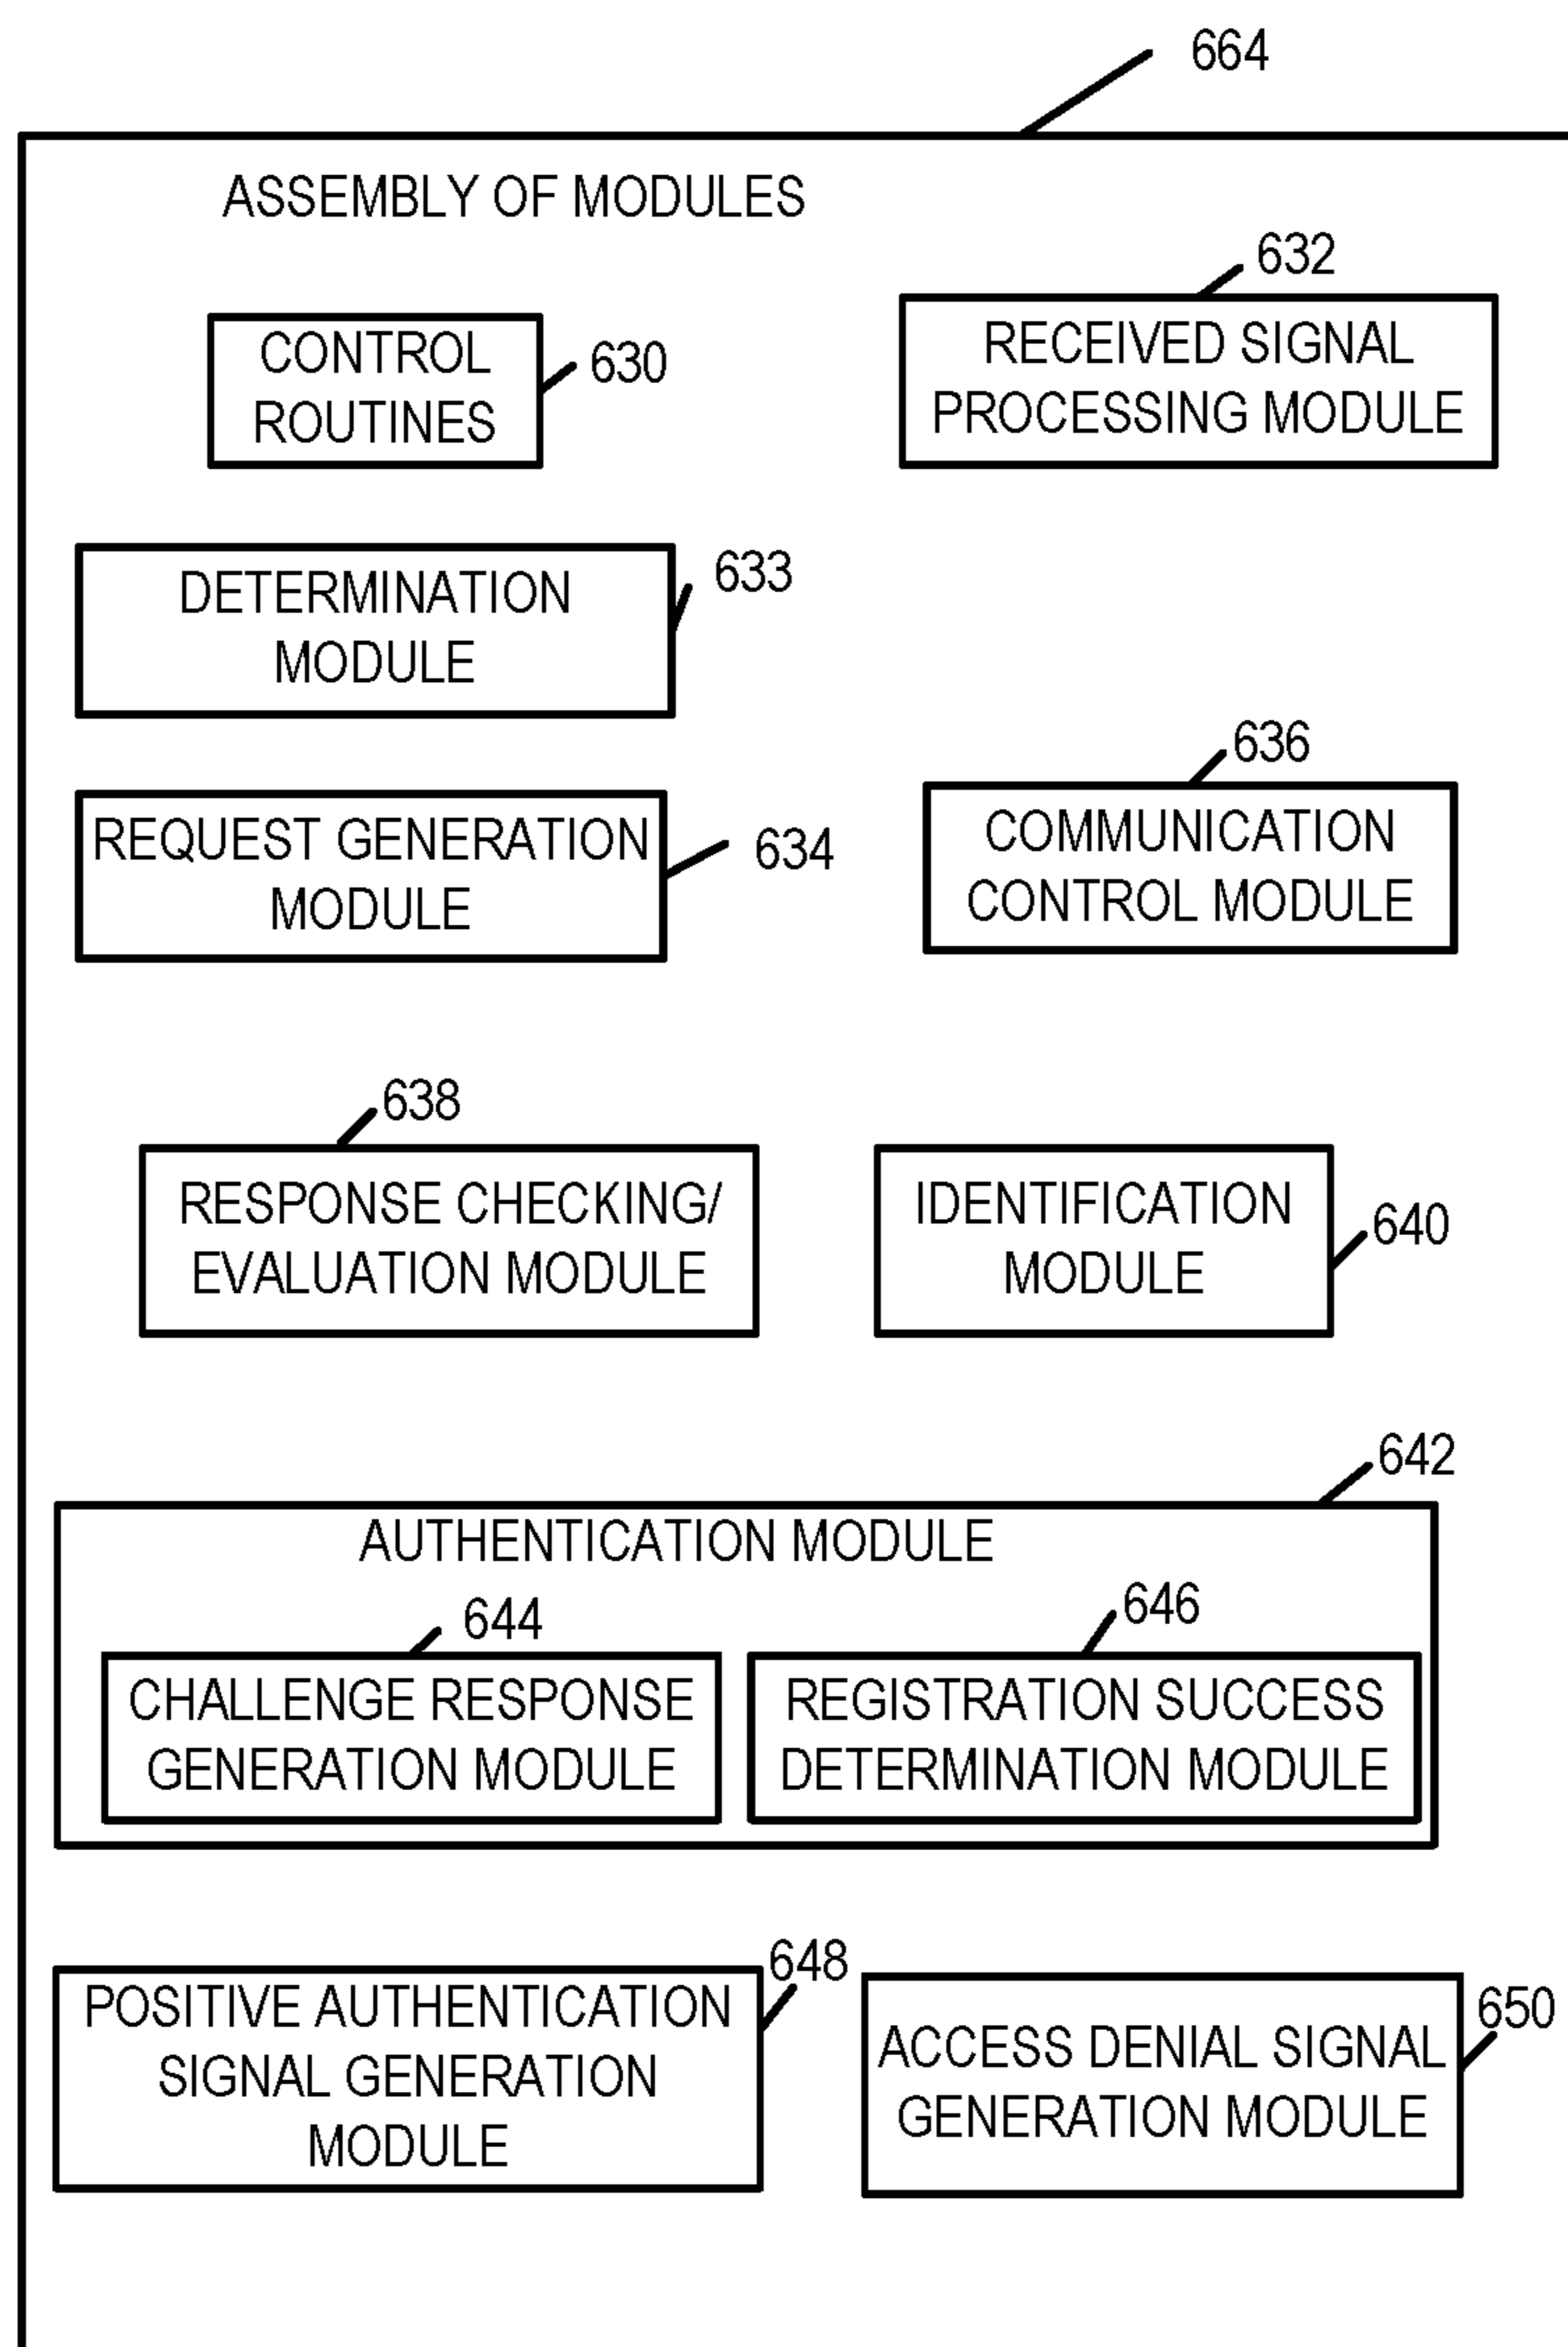 664
ASSEMBLY OF MODULES
632
CONTROL
ROUTINES
630
RECEIVED SIGNAL
PROCESSING MODULE
DETERMINATION
MODULE
633
REQUEST GENERATION
MODULE
634
636
COMMUNICATION
CONTROL MODULE
638
RESPONSE CHECKING/
EVALUATION MODULE
IDENTIFICATION
MODULE
640
642
AUTHENTICATION MODULE
644
CHALLENGE RESPONSE
GENERATION MODULE
646
REGISTRATION SUCCESS
DETERMINATION MODULE
648
POSITIVE AUTHENTICATION
SIGNAL GENERATION
MODULE
650
ACCESS DENIAL SIGNAL
GENERATION MODULE